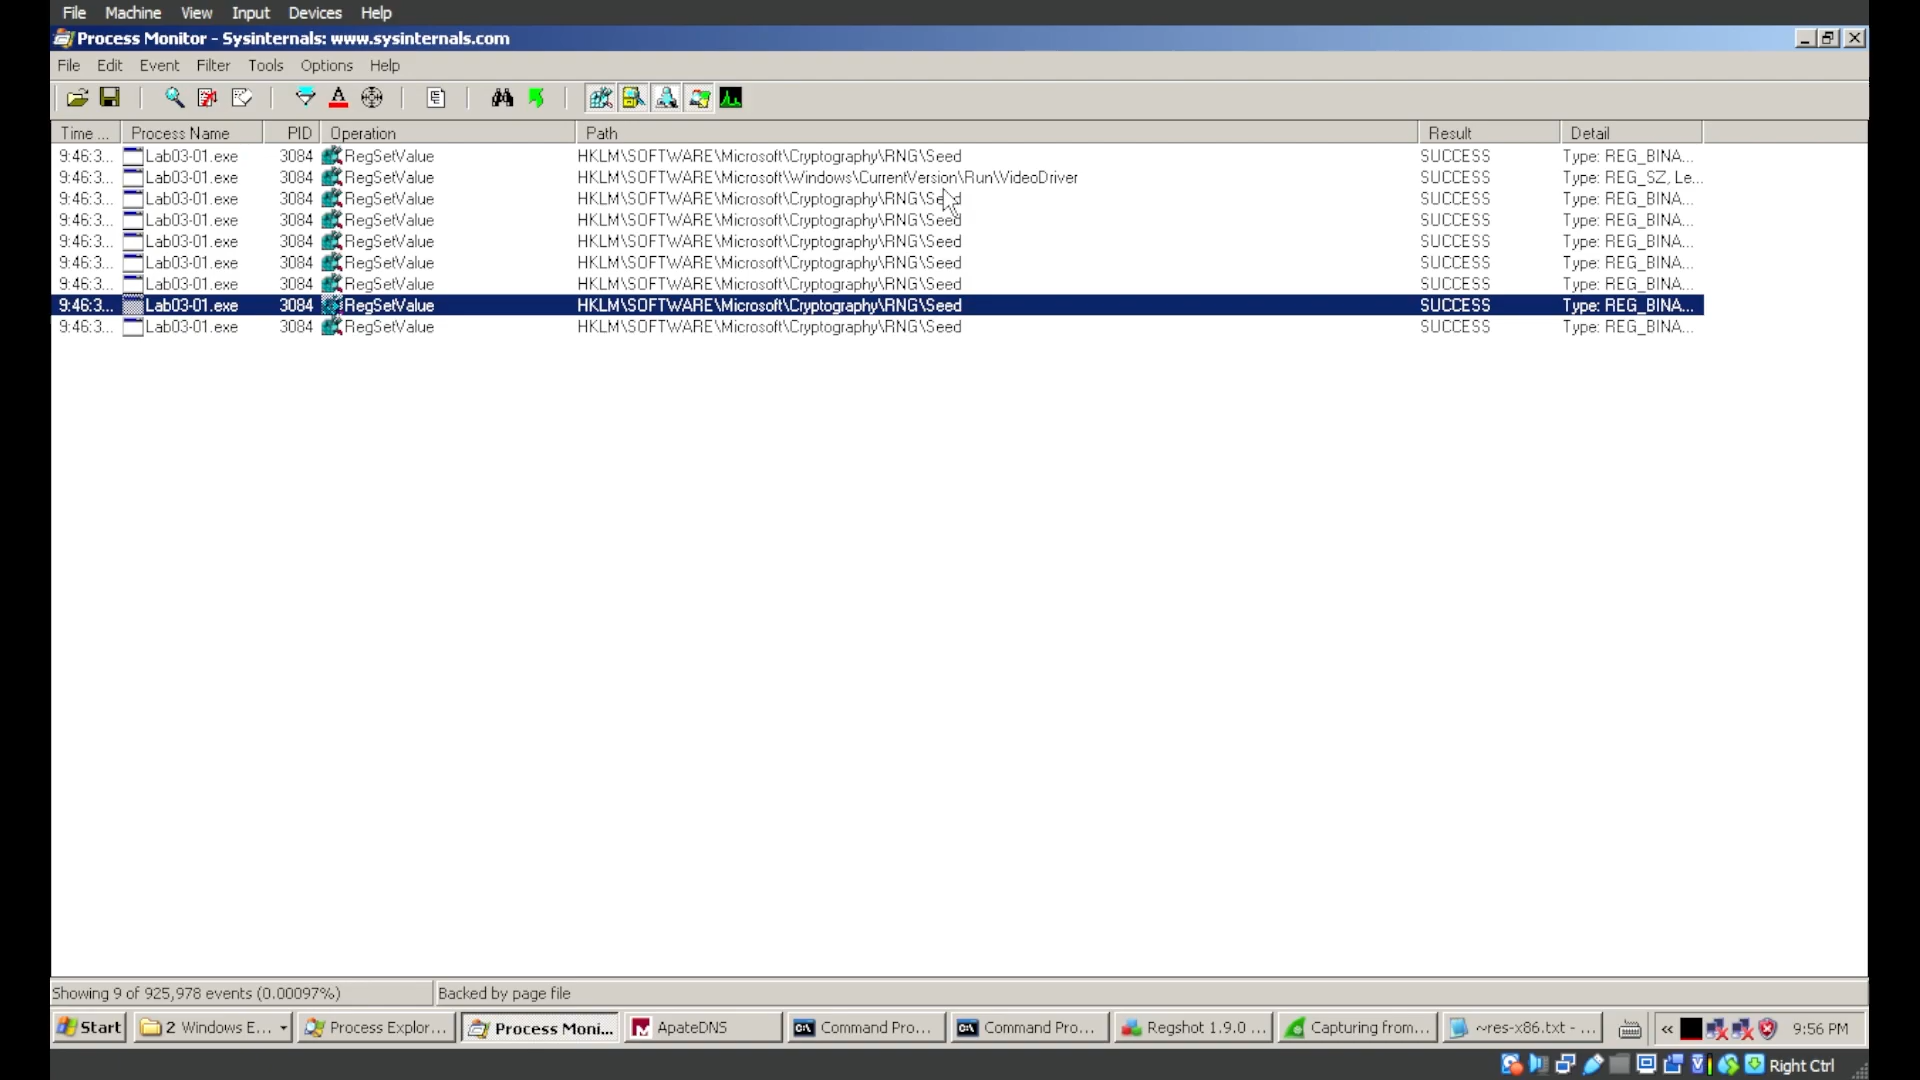 File Machine View Input Devices Help
Process Monitor - Sysinternals: www.sysinternals.com
File Edit Event Filter Tools Options Help
Time ... Process Name PID Operation Path Result Detail
9:46:3... Lab03-01.exe 3084 RegSetValue HKLM\SOFTWARE\Microsoft\Cryptography\RNG\Seed SUCCESS Type: REG_BINA...
9:46:3... Lab03-01.exe 3084 RegSetValue HKLM\SOFTWARE\Microsoft\Windows\CurrentVersion\Run\VideoDriver SUCCESS Type: REG_SZ, Le...
9:46:3... Lab03-01.exe 3084 RegSetValue HKLM\SOFTWARE\Microsoft\Cryptography\RNG\Seed SUCCESS Type: REG_BINA...
9:46:3... Lab03-01.exe 3084 RegSetValue HKLM\SOFTWARE\Microsoft\Cryptography\RNG\Seed SUCCESS Type: REG_BINA...
9:46:3... Lab03-01.exe 3084 RegSetValue HKLM\SOFTWARE\Microsoft\Cryptography\RNG\Seed SUCCESS Type: REG_BINA...
9:46:3... Lab03-01.exe 3084 RegSetValue HKLM\SOFTWARE\Microsoft\Cryptography\RNG\Seed SUCCESS Type: REG_BINA...
9:46:3... Lab03-01.exe 3084 RegSetValue HKLM\SOFTWARE\Microsoft\Cryptography\RNG\Seed SUCCESS Type: REG_BINA...
9:46:3... Lab03-01.exe 3084 RegSetValue HKLM\SOFTWARE\Microsoft\Cryptography\RNG\Seed SUCCESS Type: REG_BINA...
9:46:3... Lab03-01.exe 3084 RegSetValue HKLM\SOFTWARE\Microsoft\Cryptography\RNG\Seed SUCCESS Type: REG_BINA...
Showing 9 of 925,978 events (0.00097%) Backed by page file
Start 2 Windows E... Process Explor... Process Moni... ApateDNS Command Pro... Command Pro... Regshot 1.9.0 ... Capturing from... ~res-x86.txt - ... « 9:56 PM
Right Ctrl